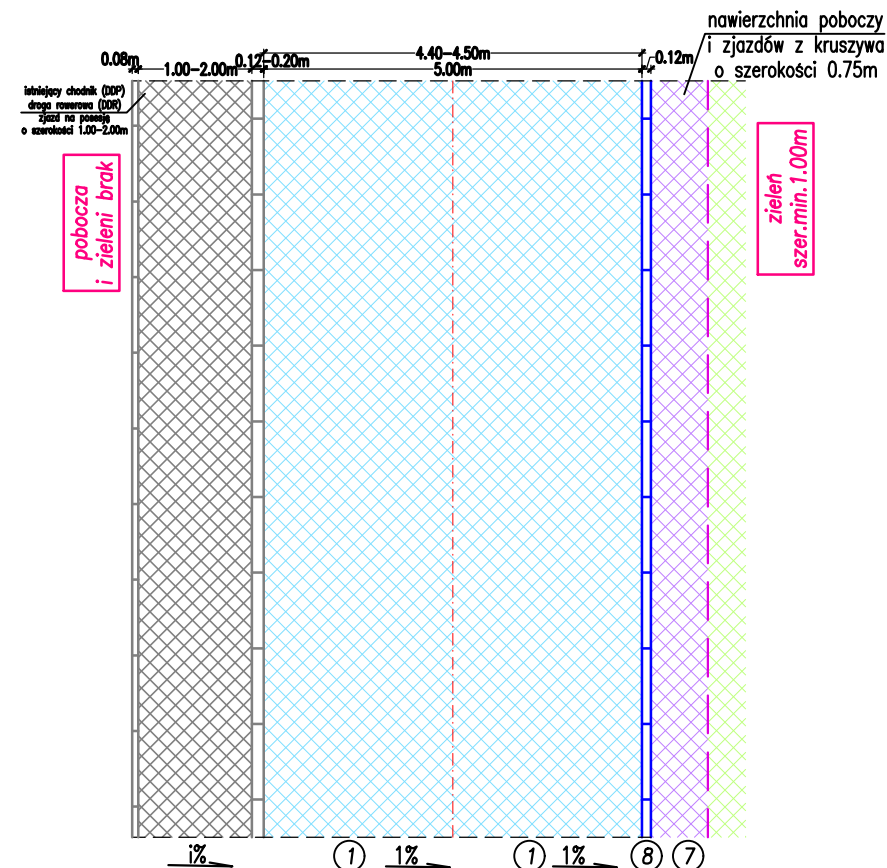 nawierzchnia poboczy
i zjazdów z kruszywa
o szerokości 0.75m
0.08m
1.00-2.00m
0.12-0.20m
4.40-4.50m
5.00m
0.12m
istniejący chodnik (DDP)
droga rowerowa (DDR)
zjazd na posesję
o szerokości 1.00-2.00m
pobocza
i zieleni brak
zieleń
szer.min.1.00m
i%
1
1%
1
1%
8
7